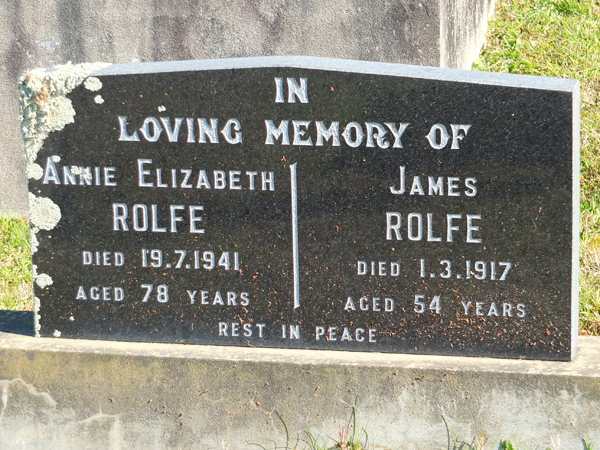 IN
LOVING MEMORY OF
ANNIE ELIZABETH
ROLFE
DIED 19.7.1941
AGED 78 YEARS
JAMES
ROLFE
DIED 1.3.1917
AGED 54 YEARS
REST IN PEACE